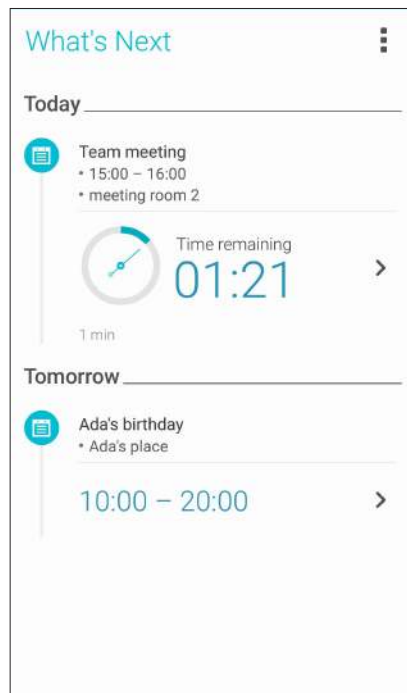 What's Next
Today
Team meeting
• 15:00 – 16:00
• meeting room 2
Time remaining
01:21
1 min
Tomorrow
Ada's birthday
• Ada's place
10:00 – 20:00